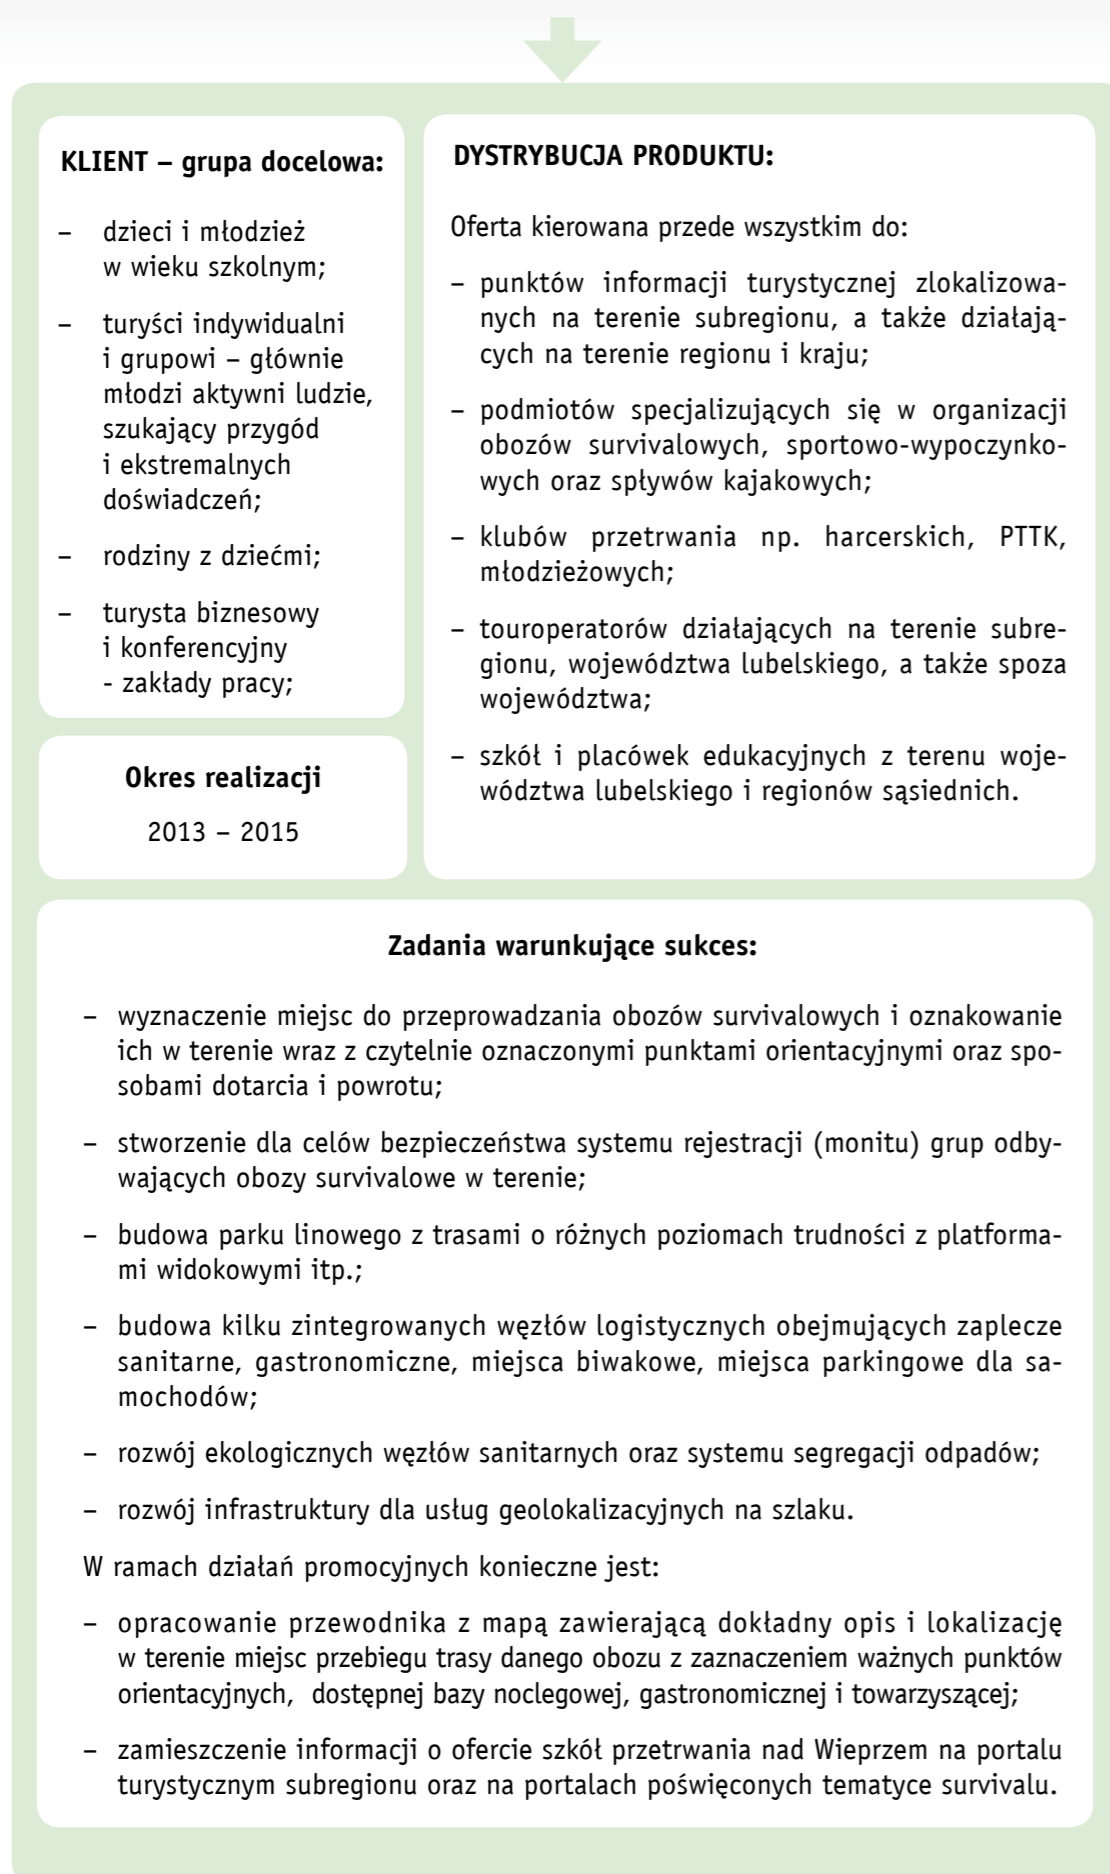 KLIENT – grupa docelowa:
– dzieci i młodzież
w wieku szkolnym;
– turyści indywidualni
i grupowi – głównie
młodzi aktywni ludzie,
szukający przygód
i ekstremalnych
doświadczeń;
– rodziny z dziećmi;
– turysta biznesowy
i konferencyjny
- zakłady pracy;
Okres realizacji
2013 – 2015
DYSTRYBUCJA PRODUKTU:
Oferta kierowana przede wszystkim do:
– punktów informacji turystycznej zlokalizowa-
nych na terenie subregionu, a także działają-
cych na terenie regionu i kraju;
– podmiotów specjalizujących się w organizacji
obozów survivalowych, sportowo-wypoczynko-
wych oraz spływów kajakowych;
– klubów przetrwania np. harcerskich, PTTK,
młodzieżowych;
– touroperatorów działających na terenie subre-
gionu, województwa lubelskiego, a także spoza
województwa;
– szkół i placówek edukacyjnych z terenu woje-
wództwa lubelskiego i regionów sąsiednich.
Zadania warunkujące sukces:
– wyznaczenie miejsc do przeprowadzania obozów survivalowych i oznakowanie
ich w terenie wraz z czytelnie oznaczonymi punktami orientacyjnymi oraz spo-
sobami dotarcia i powrotu;
– stworzenie dla celów bezpieczeństwa systemu rejestracji (monitu) grup odby-
wających obozy survivalowe w terenie;
– budowa parku linowego z trasami o różnych poziomach trudności z platforma-
mi widokowymi itp.;
– budowa kilku zintegrowanych węzłów logistycznych obejmujących zaplecze
sanitarne, gastronomiczne, miejsca biwakowe, miejsca parkingowe dla sa-
mochodów;
– rozwój ekologicznych węzłów sanitarnych oraz systemu segregacji odpadów;
– rozwój infrastruktury dla usług geolokalizacyjnych na szlaku.
W ramach działań promocyjnych konieczne jest:
– opracowanie przewodnika z mapą zawierającą dokładny opis i lokalizację
w terenie miejsc przebiegu trasy danego obozu z zaznaczeniem ważnych punktów
orientacyjnych, dostępnej bazy noclegowej, gastronomicznej i towarzyszącej;
– zamieszczenie informacji o ofercie szkół przetrwania nad Wieprzem na portalu
turystycznym subregionu oraz na portalach poświęconych tematyce survivalu.